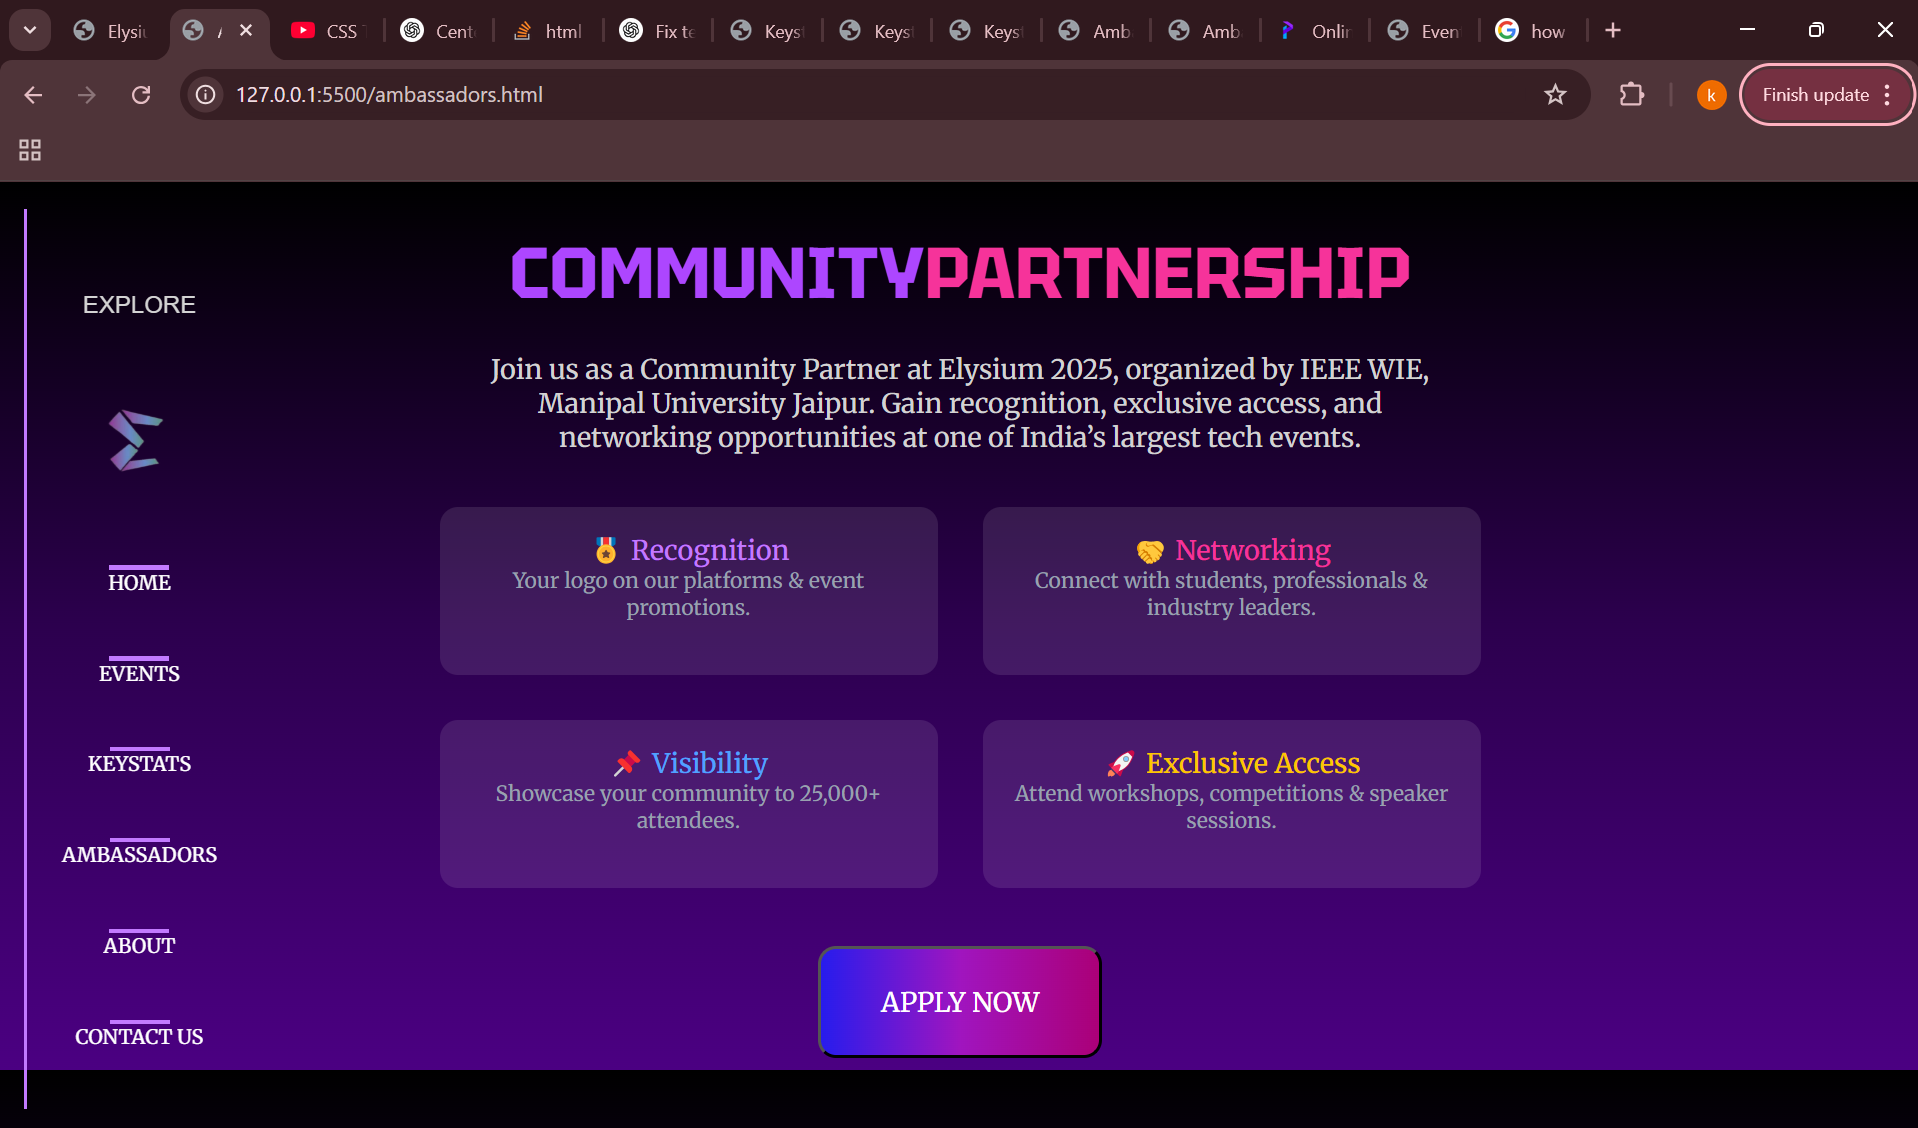 Elysi
CSS
Cent
html
Fix te
Keyst
Keyst
Keyst
Amb
Amb
Onlin
Even
how
127.0.0.1:5500/ambassadors.html
k
Finish update
EXPLORE
HOME
EVENTS
KEYSTATS
AMBASSADORS
ABOUT
CONTACT US
COMMUNITYPARTNERSHIP
Join us as a Community Partner at Elysium 2025, organized by IEEE WIE,
Manipal University Jaipur. Gain recognition, exclusive access, and
networking opportunities at one of India’s largest tech events.
🏅 Recognition
Your logo on our platforms & event
promotions.
🤝 Networking
Connect with students, professionals &
industry leaders.
📌 Visibility
Showcase your community to 25,000+
attendees.
🚀 Exclusive Access
Attend workshops, competitions & speaker
sessions.
APPLY NOW